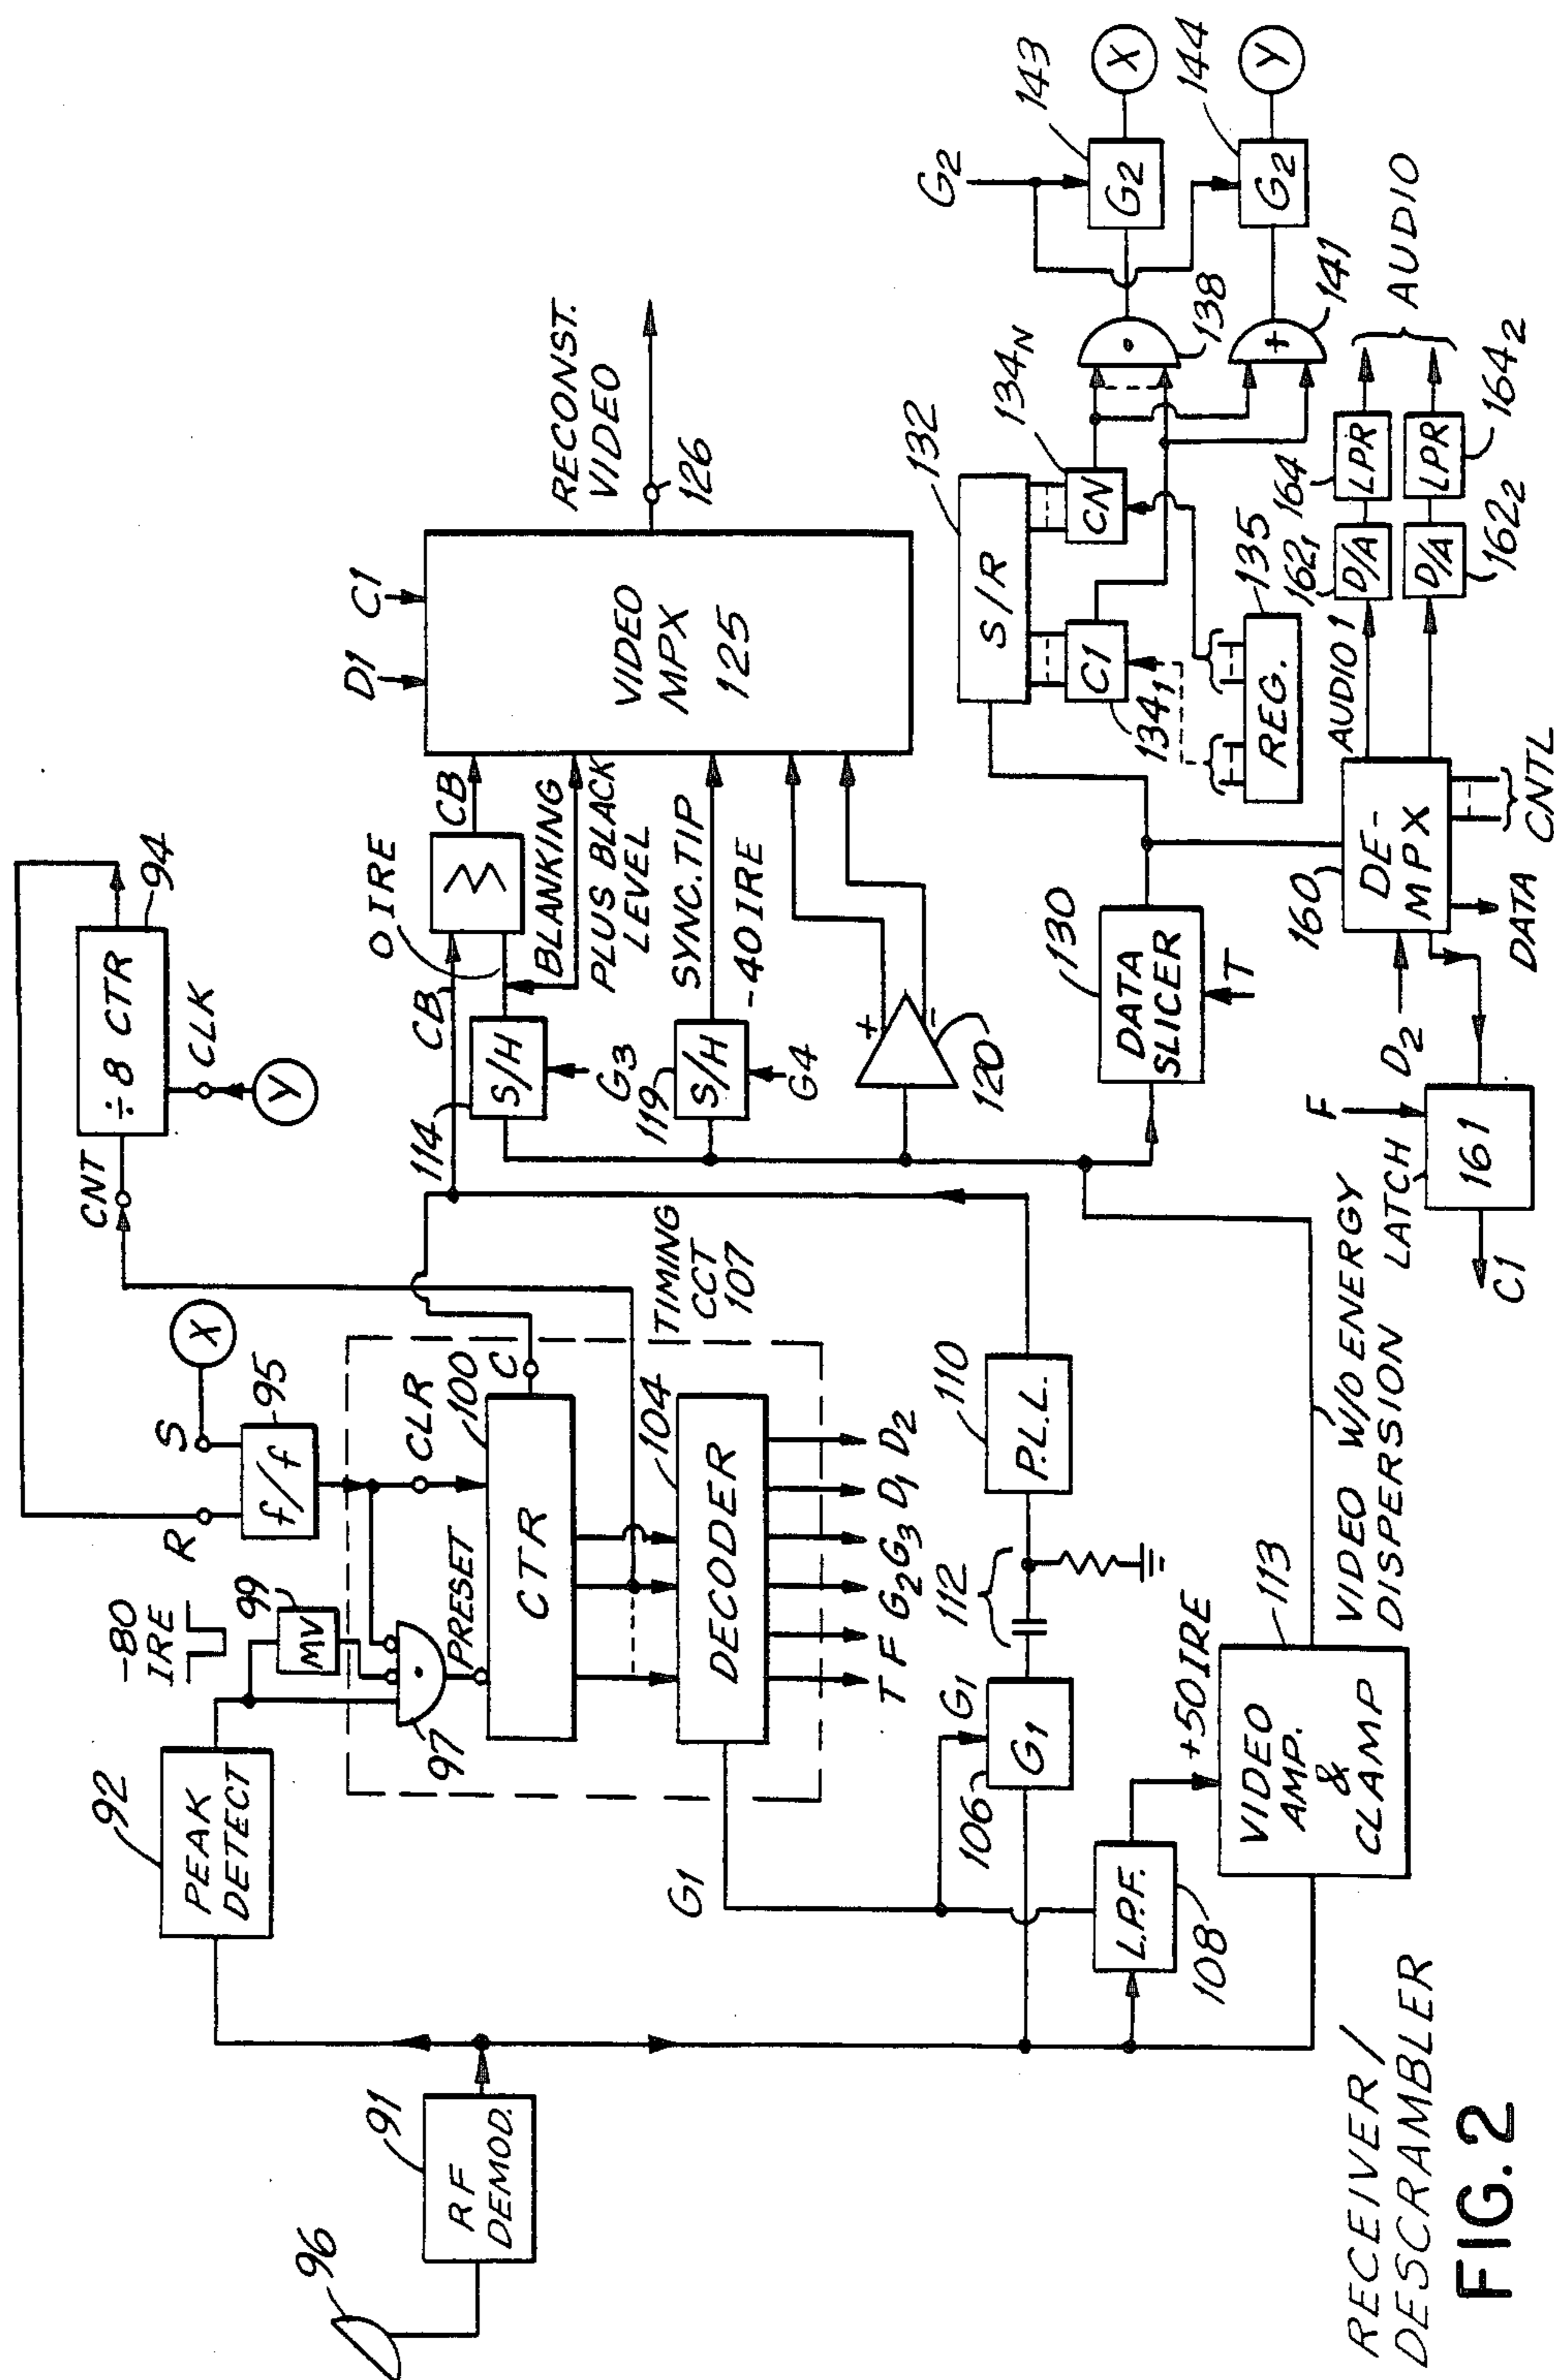 96
91
RF
DEMOD.
92
PEAK
DETECT
-80
IRE
99
MV
97
R
S
X
f/f
95
CLR
PRESET
100
CTR
C
TIMING
CCT
107
104
DECODER
T F G2 G3 D1 D2
G1
CNT
÷8 CTR
94
CLK
Y
G1
106
G1
112
P.L.L.
110
L.P.F.
108
+50 IRE
VIDEO
AMP.
&
CLAMP
113
VIDEO W/O ENERGY
DISPERSION
114
CB
S/H
G3
0 IRE
Σ
CB
BLANKING
PLUS BLACK
LEVEL
119
S/H
G4
SYNC. TIP
-40 IRE
+
−
120
D1
C1
VIDEO
MPX
125
RECONST.
VIDEO
126
130
DATA
SLICER
T
132
S/R
C1
134₁
CN
134N
135
REG.
•
138
+
141
G2
G2
143
X
G2
144
Y
160
DE-
MPX
D2
DATA
CNTL
AUDIO 1
162₁
D/A
164
LPR
D/A
162₂
LPR
164₂
AUDIO
LATCH
F
161
C1
RECEIVER/
DESCRAMBLER
FIG. 2